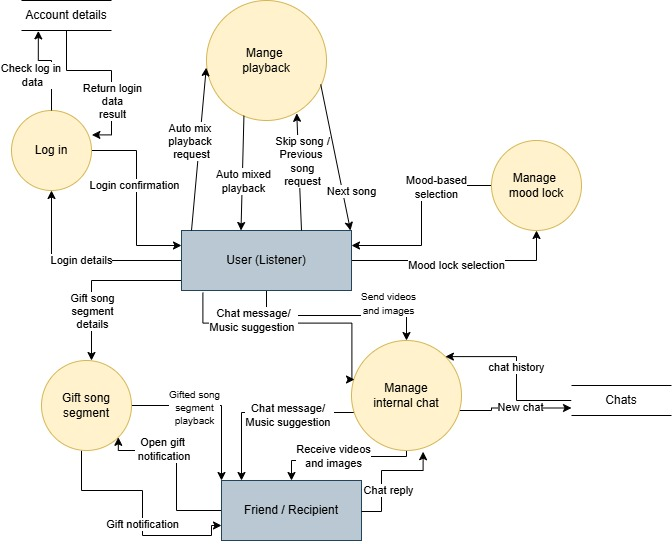 Account details
Mange
playback
Check log in
data
Return login
data
result
Log in
Auto mix
playback
request
Skip song /
Previous
song
request
Auto mixed
playback
Next song
Mood-based
selection
Manage
mood lock
Login confirmation
Login details
User (Listener)
Mood lock selection
Gift song
segment
details
Chat message/
Music suggestion
Send videos
and images
Gift song
segment
Gifted song
segment
playback
Chat message/
Music suggestion
Manage
internal chat
chat history
New chat
Chats
Open gift
notification
Receive videos
and images
Chat reply
Gift notification
Friend / Recipient